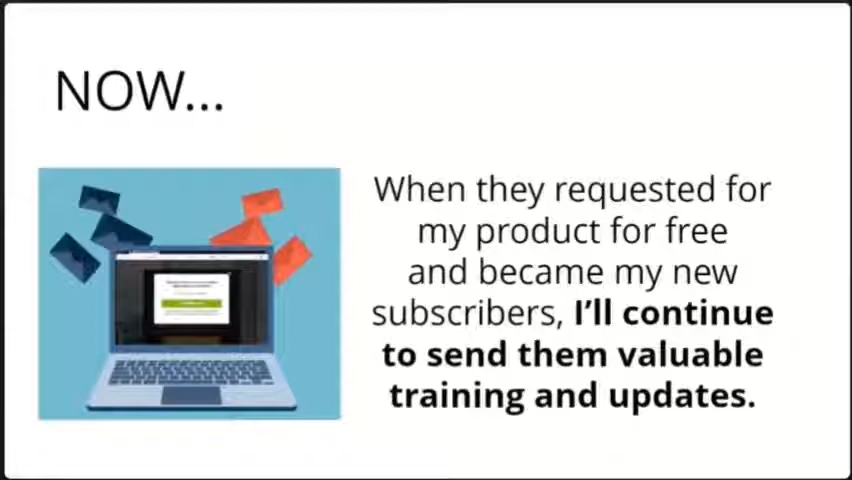 NOW...
When they requested for
my product for free
and became my new
subscribers, I’ll continue
to send them valuable
training and updates.